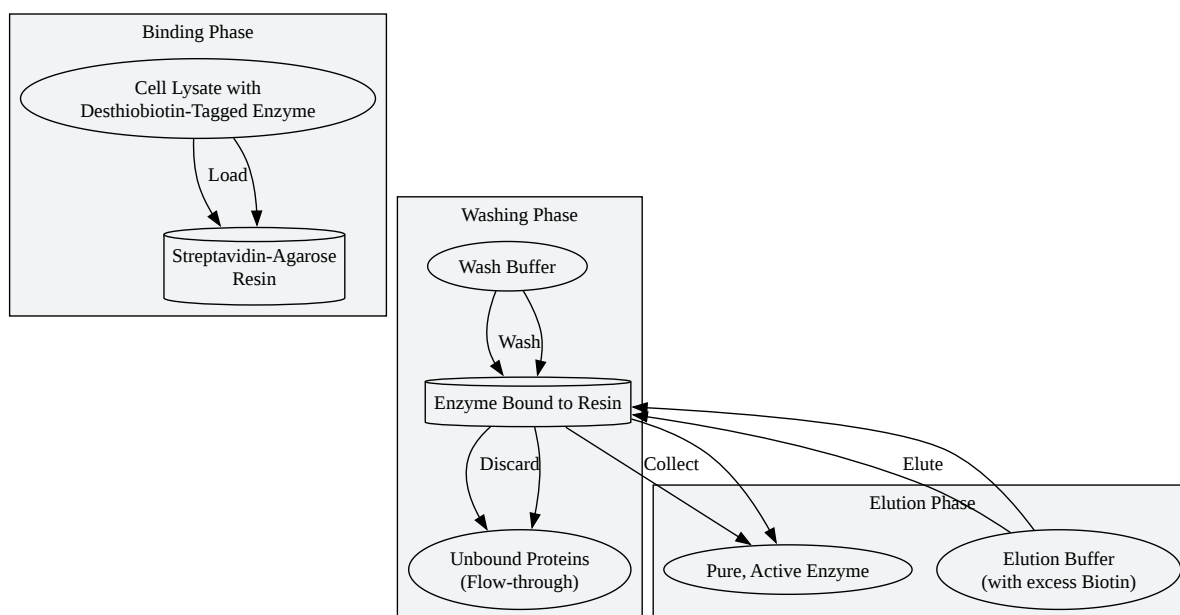 Binding Phase
Cell Lysate with
Desthiobiotin-Tagged Enzyme
Load
Streptavidin-Agarose
Resin
Washing Phase
Wash Buffer
Wash
Enzyme Bound to Resin
Discard
Collect
Elute
Unbound Proteins
(Flow-through)
Elution Phase
Pure, Active Enzyme
Elution Buffer
(with excess Biotin)